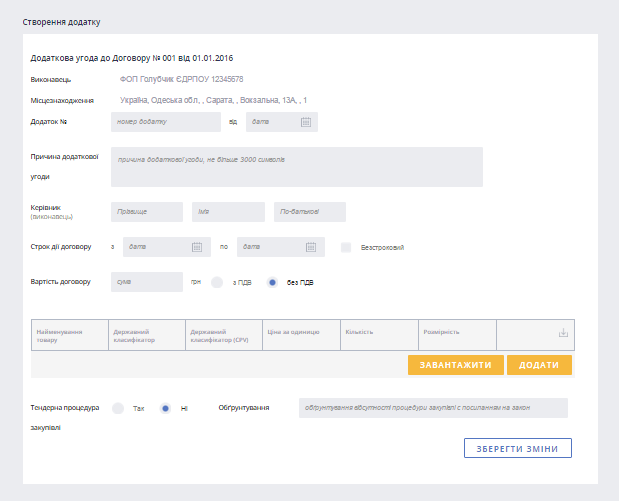 Створення додатку
Додаткова угода до Договору № 001 від 01.01.2016
Виконавець ФОП Голубчик ЄДРПОУ 12345678
Місцезнаходження Україна, Одеська обл, , Сарата, , Вокзальна, 13А, , 1
Додаток № номер додатку від дата
Причина додаткової угоди причина додаткової угоди, не більше 3000 символів
Керівник (виконавець) Прізвище Імя По-батькові
Строк дії договору з дата по дата Безстроковий
Вартість договору сума грн з ПДВ без ПДВ
Найменування товару
Державний класифікатор
Державний класифікатор (CPV)
Ціна за одиницю
Кількість
Розмірність
ЗАВАНТАЖИТИ ДОДАТИ
Тендерна процедура закупівлі Так Ні Обґрунтування обґрунтування відсутності процедури закупівлі с посиланням на закон
ЗБЕРЕГТИ ЗМІНИ